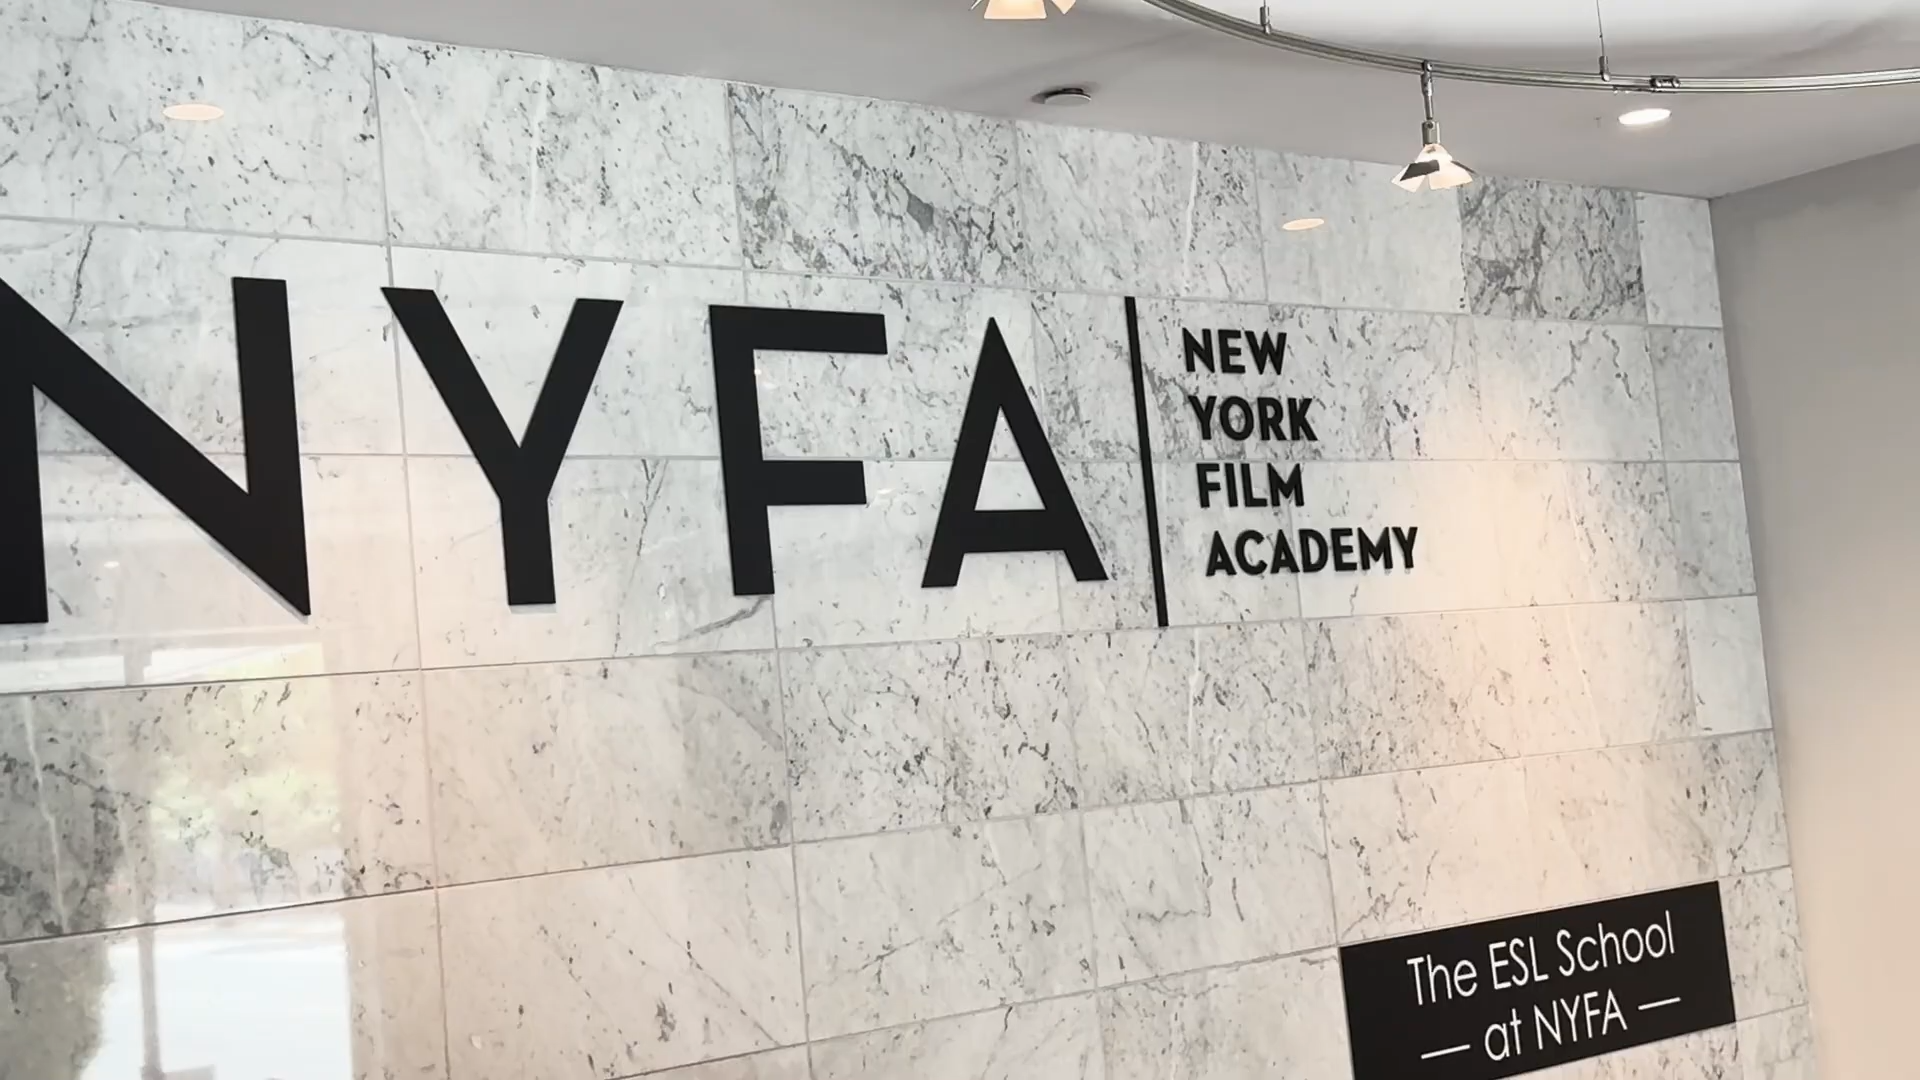 NYFA
NEW
YORK
FILM
ACADEMY
The ESL School
— at NYFA —